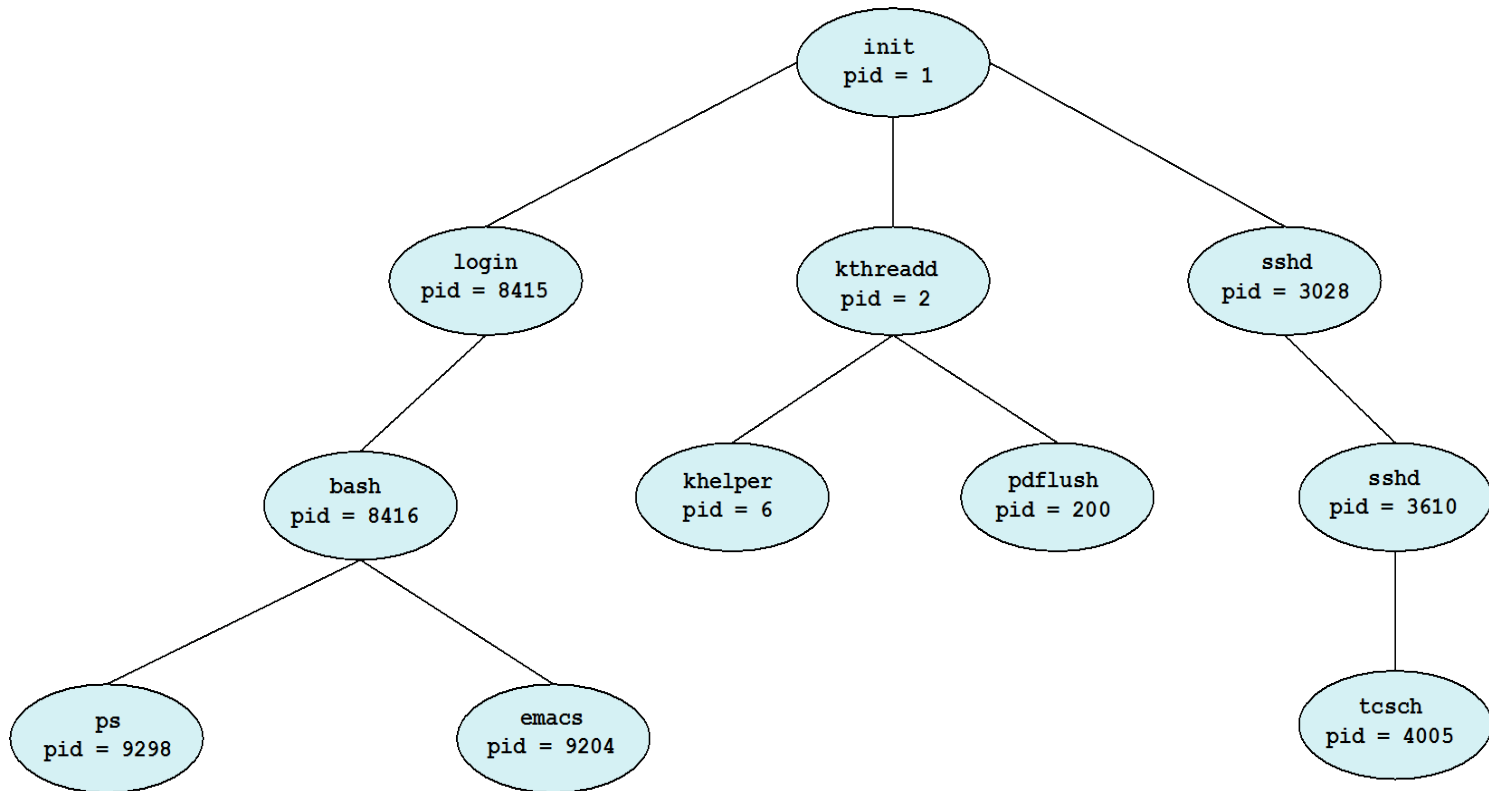 init
pid = 1
login
pid = 8415
kthreadd
pid = 2
sshd
pid = 3028
bash
pid = 8416
khelper
pid = 6
pdflush
pid = 200
sshd
pid = 3610
ps
pid = 9298
emacs
pid = 9204
tcsch
pid = 4005